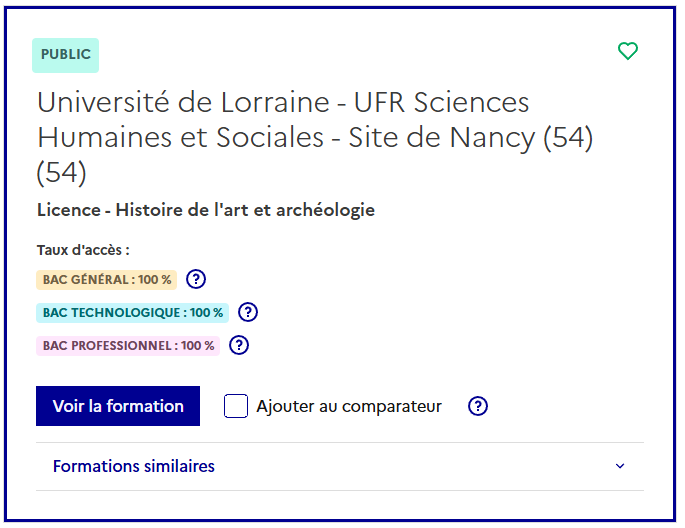 PUBLIC
Université de Lorraine - UFR Sciences
Humaines et Sociales - Site de Nancy (54)
(54)
Licence - Histoire de l'art et archéologie
Taux d'accès :
BAC GÉNÉRAL : 100 % ?
BAC TECHNOLOGIQUE : 100 % ?
BAC PROFESSIONNEL : 100 % ?
Voir la formation Ajouter au comparateur ?
Formations similaires